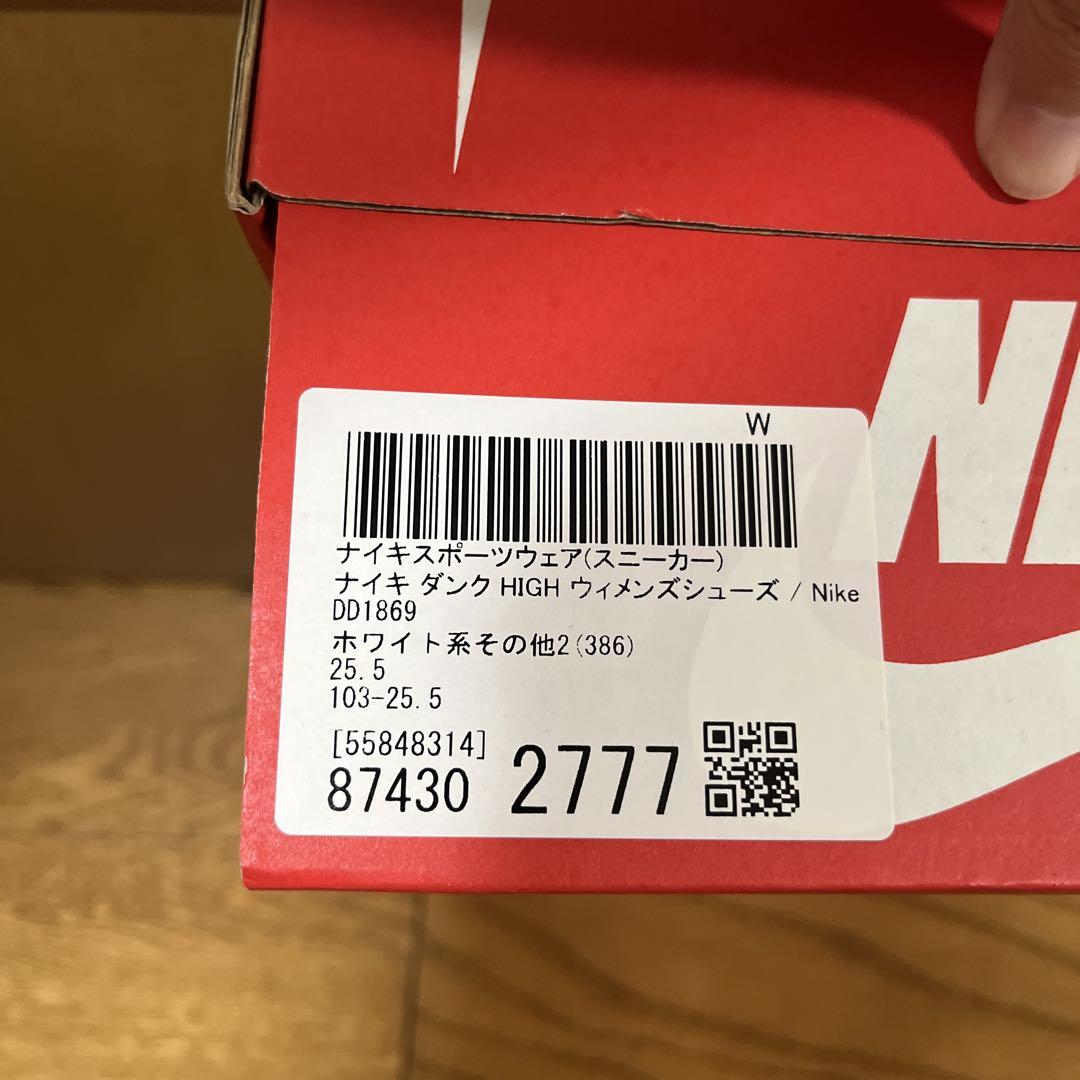 W
ナイキスポーツウェア(スニーカー)
ナイキ ダンク HIGH ウィメンズシューズ / Nike
DD1869
ホワイト系その他2(386)
25.5
103-25.5
[55848314]
87430 2777